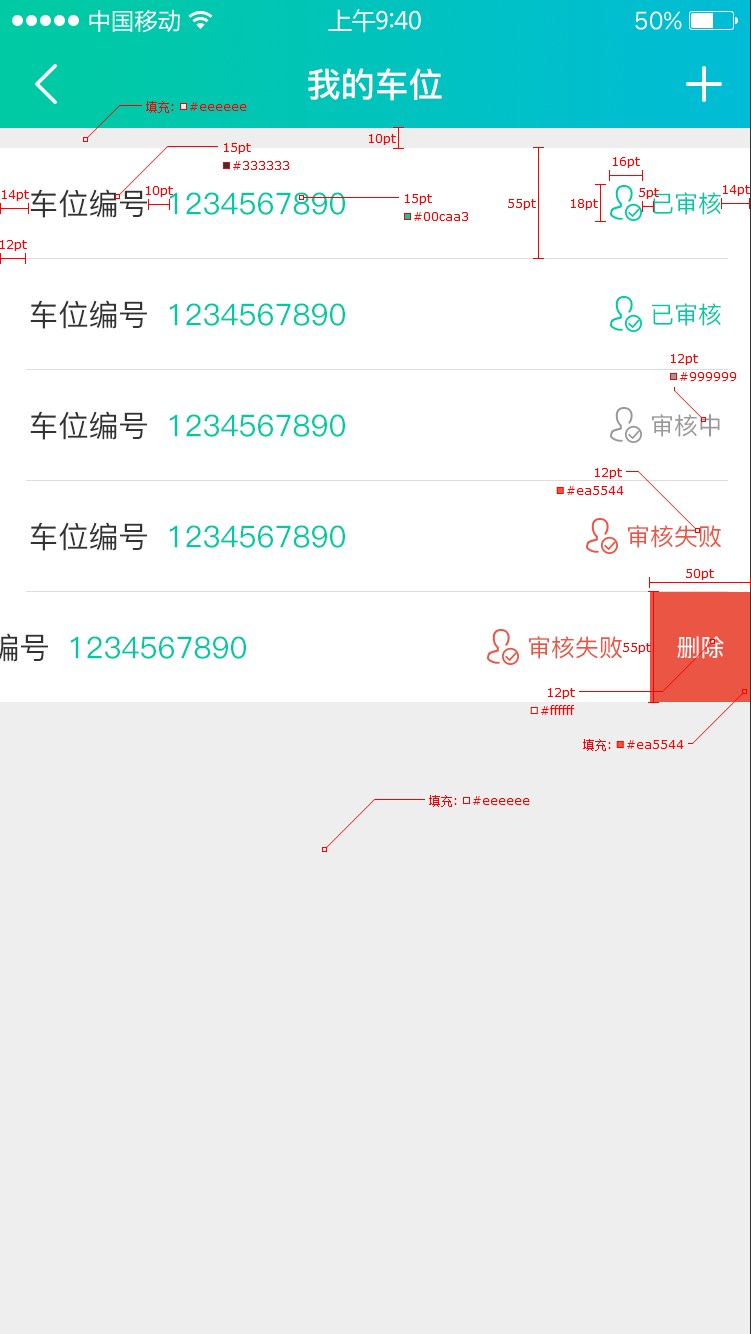 中国移动 上午9:40 50%
我的车位
填充: #eeeeee
10pt
15pt
#333333
16pt
14pt 车位编号 10pt 1234567890 15pt 55pt 18pt 5pt 已审核 14pt
#00caa3
12pt
车位编号 1234567890 已审核
12pt
#999999
车位编号 1234567890 审核中
12pt
#ea5544
车位编号 1234567890 审核失败
50pt
编号 1234567890 审核失败 55pt 删除
12pt
#ffffff
填充: #ea5544
填充: #eeeeee